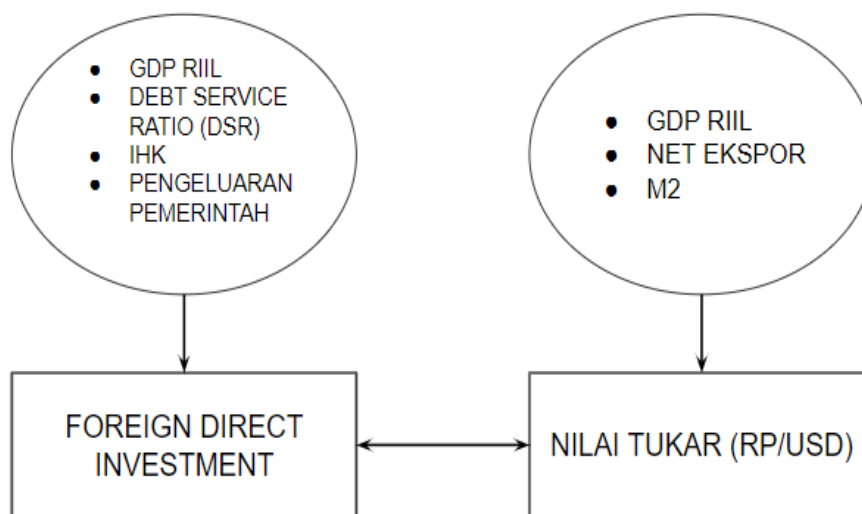 ● GDP RIIL
● DEBT SERVICE
RATIO (DSR)
● IHK
● PENGELUARAN
PEMERINTAH
● GDP RIIL
● NET EKSPOR
● M2
FOREIGN DIRECT
INVESTMENT
NILAI TUKAR (RP/USD)